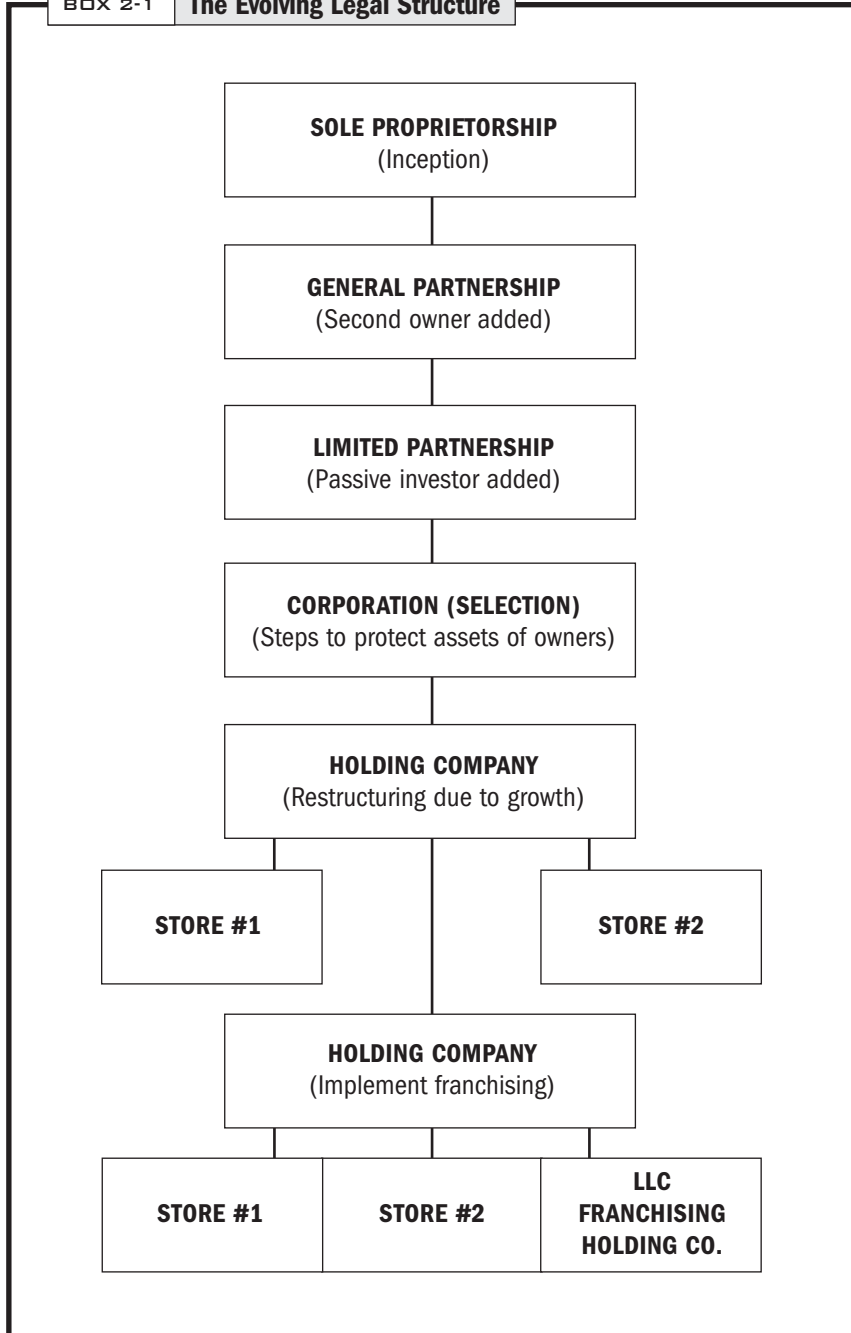 BOX 2-1 The Evolving Legal Structure
SOLE PROPRIETORSHIP
(Inception)
GENERAL PARTNERSHIP
(Second owner added)
LIMITED PARTNERSHIP
(Passive investor added)
CORPORATION (SELECTION)
(Steps to protect assets of owners)
HOLDING COMPANY
(Restructuring due to growth)
STORE #1
STORE #2
HOLDING COMPANY
(Implement franchising)
STORE #1
STORE #2
LLC
FRANCHISING
HOLDING CO.